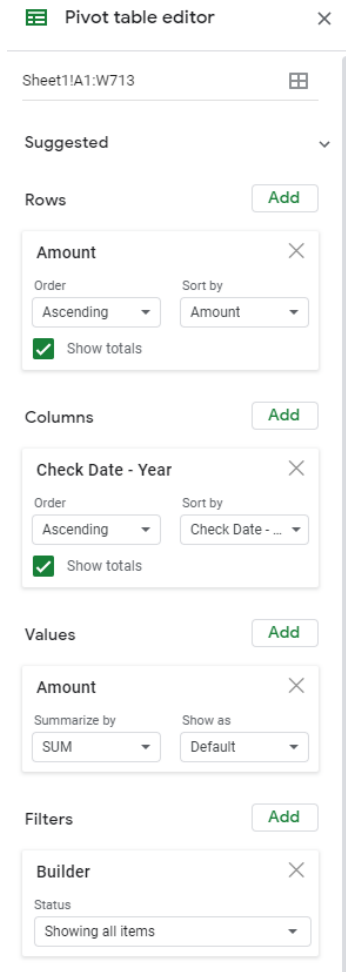 Pivot table editor
Sheet1!A1:W713
Suggested
Rows Add
Amount
Order Sort by
Ascending Amount
Show totals
Columns Add
Check Date - Year
Order Sort by
Ascending Check Date - ...
Show totals
Values Add
Amount
Summarize by Show as
SUM Default
Filters Add
Builder
Status
Showing all items